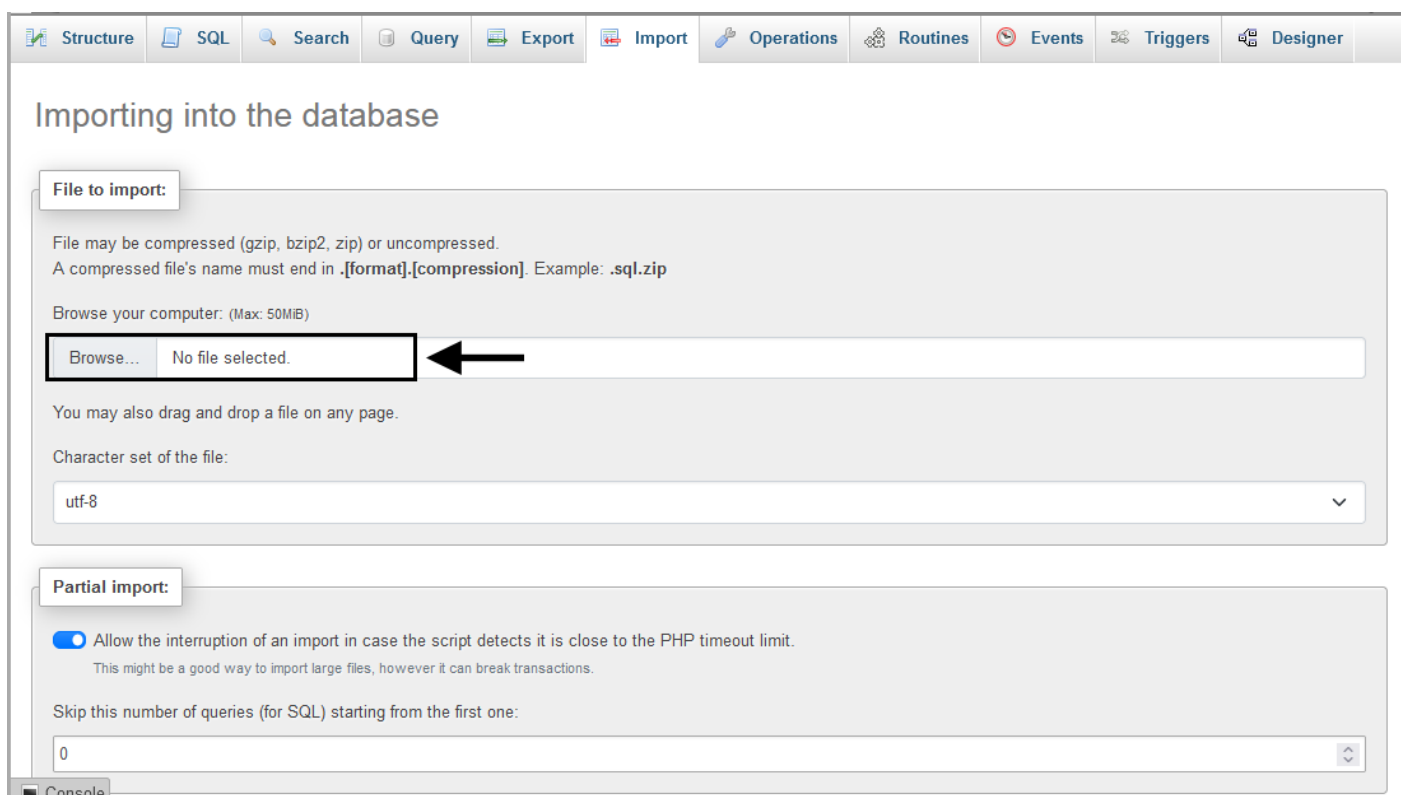 Structure SQL Search Query Export Import Operations Routines Events Triggers Designer
Importing into the database
File to import:
File may be compressed (gzip, bzip2, zip) or uncompressed.
A compressed file's name must end in .[format].[compression]. Example: .sql.zip
Browse your computer: (Max: 50MiB)
Browse... No file selected.
You may also drag and drop a file on any page.
Character set of the file:
utf-8
Partial import:
Allow the interruption of an import in case the script detects it is close to the PHP timeout limit.
This might be a good way to import large files, however it can break transactions.
Skip this number of queries (for SQL) starting from the first one:
0
Console